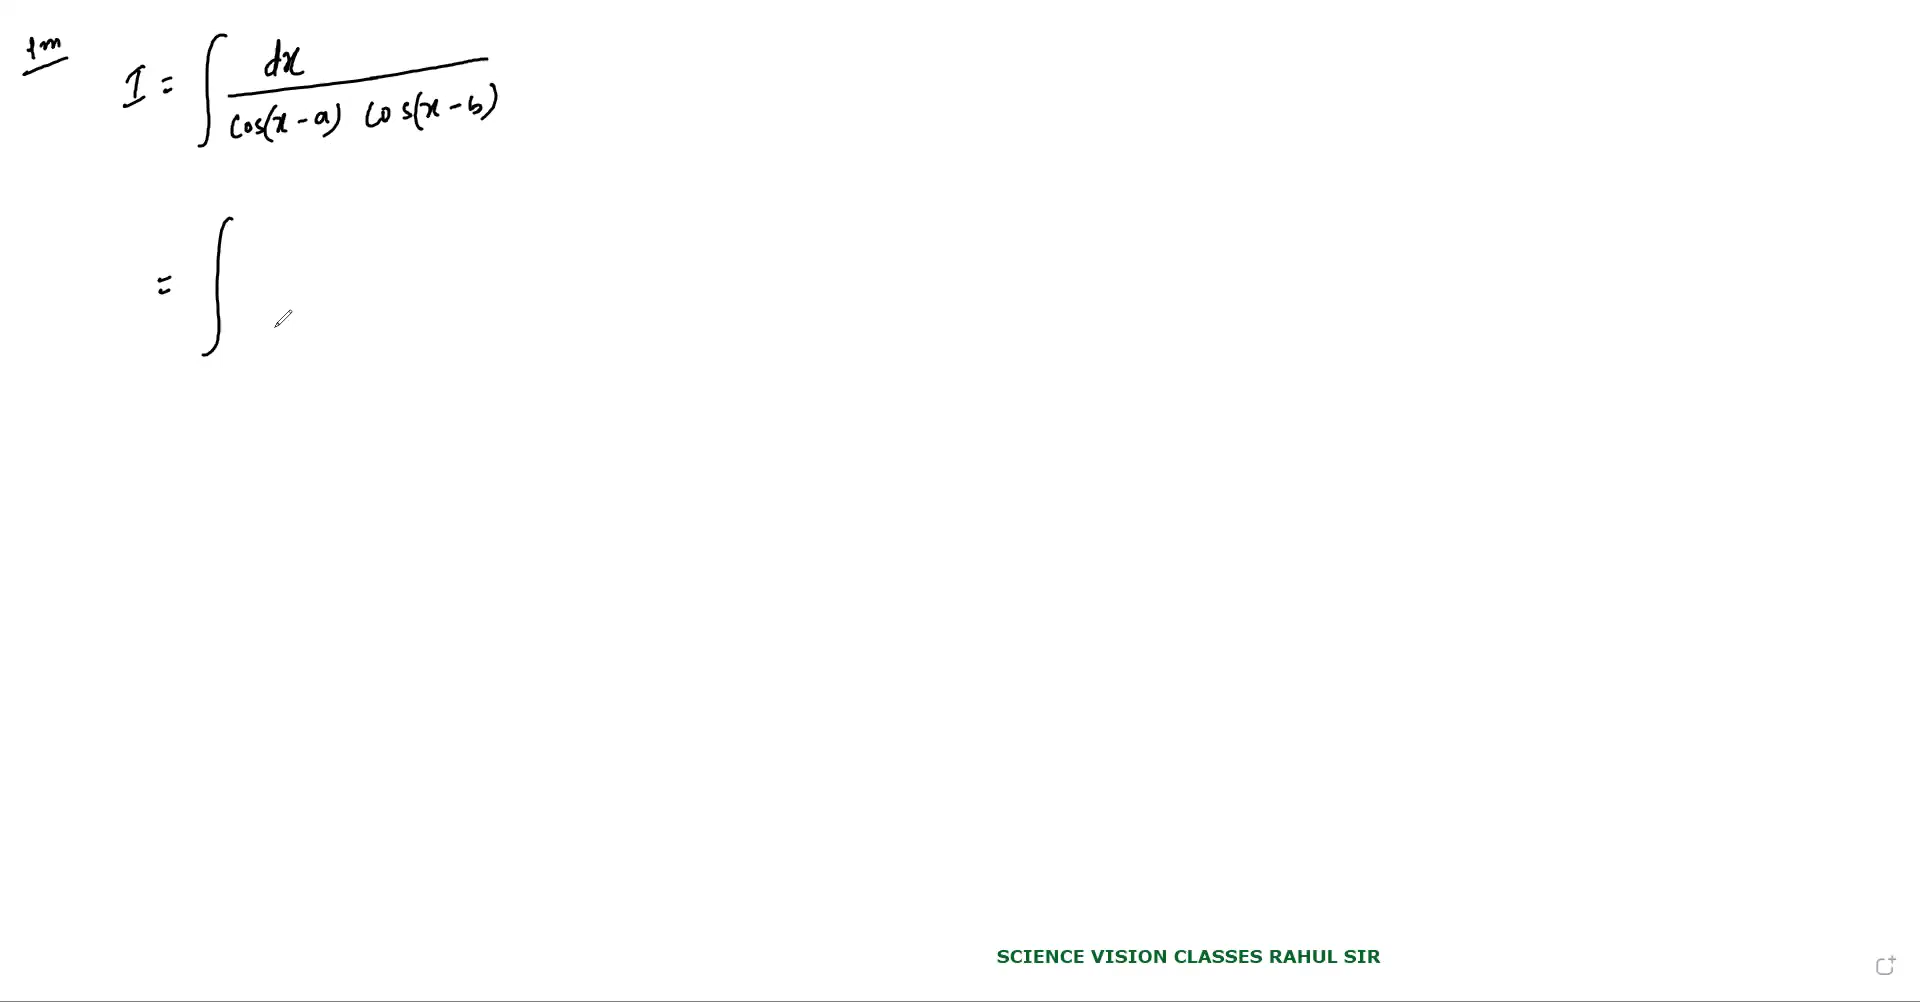 Im
I = ∫ dx / cos(x - a) cos(x - b)
= ∫
SCIENCE VISION CLASSES RAHUL SIR